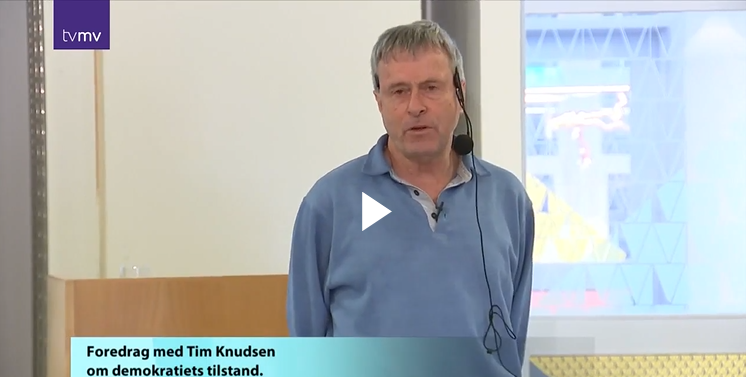 tvmv
Foredrag med Tim Knudsen
om demokratiets tilstand.